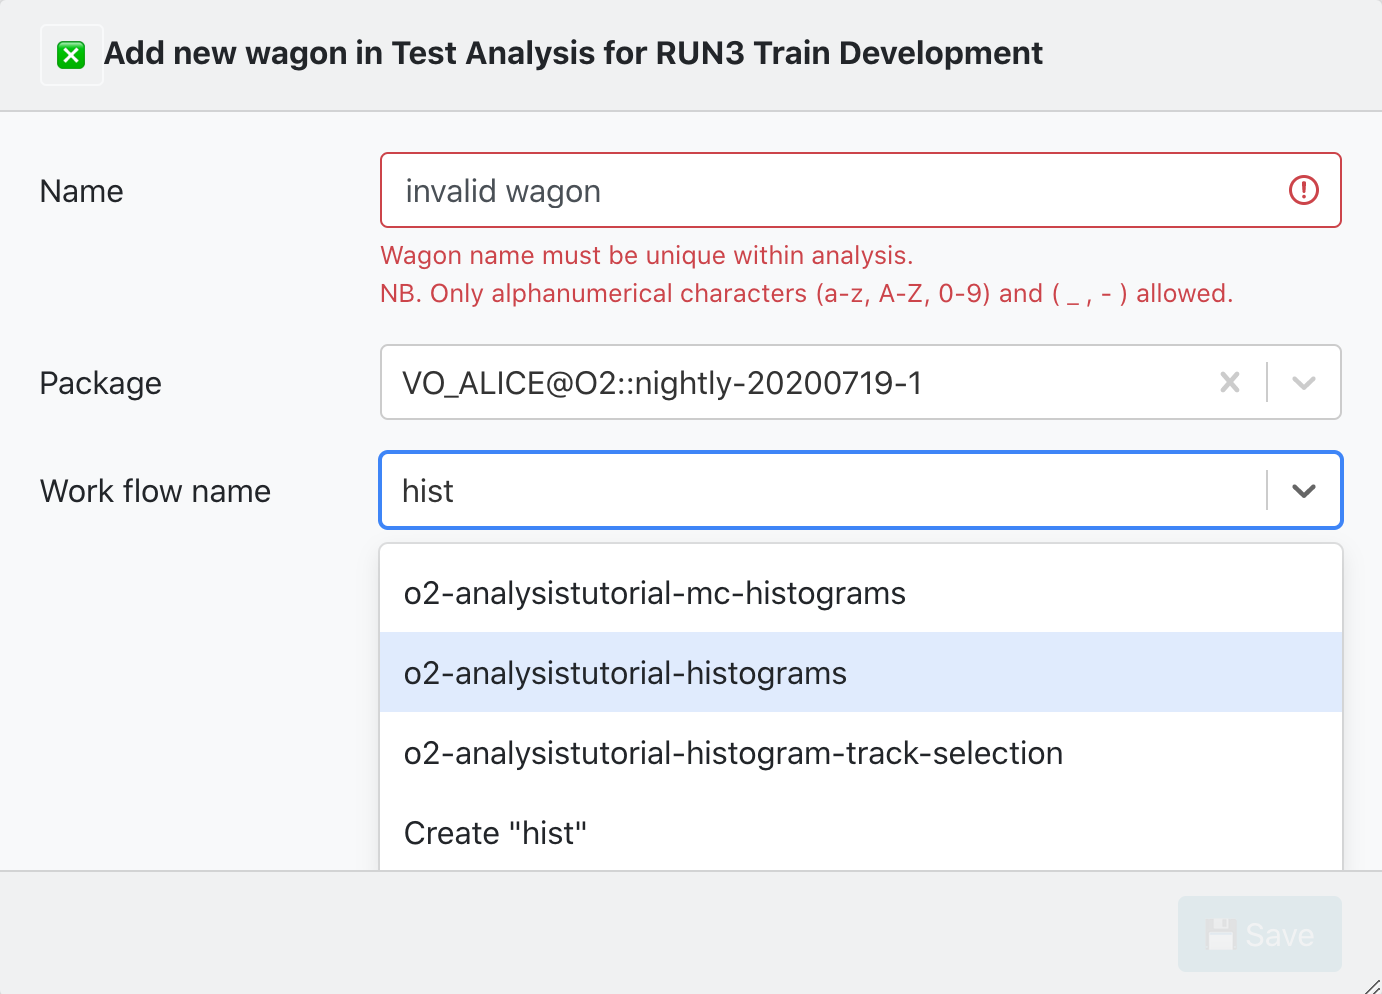 Add new wagon in Test Analysis for RUN3 Train Development
Name
invalid wagon
Wagon name must be unique within analysis.
NB. Only alphanumerical characters (a-z, A-Z, 0-9) and ( _ , - ) allowed.
Package
VO_ALICE@O2::nightly-20200719-1
Work flow name
hist
o2-analysistutorial-mc-histograms
o2-analysistutorial-histograms
o2-analysistutorial-histogram-track-selection
Create "hist"
Save